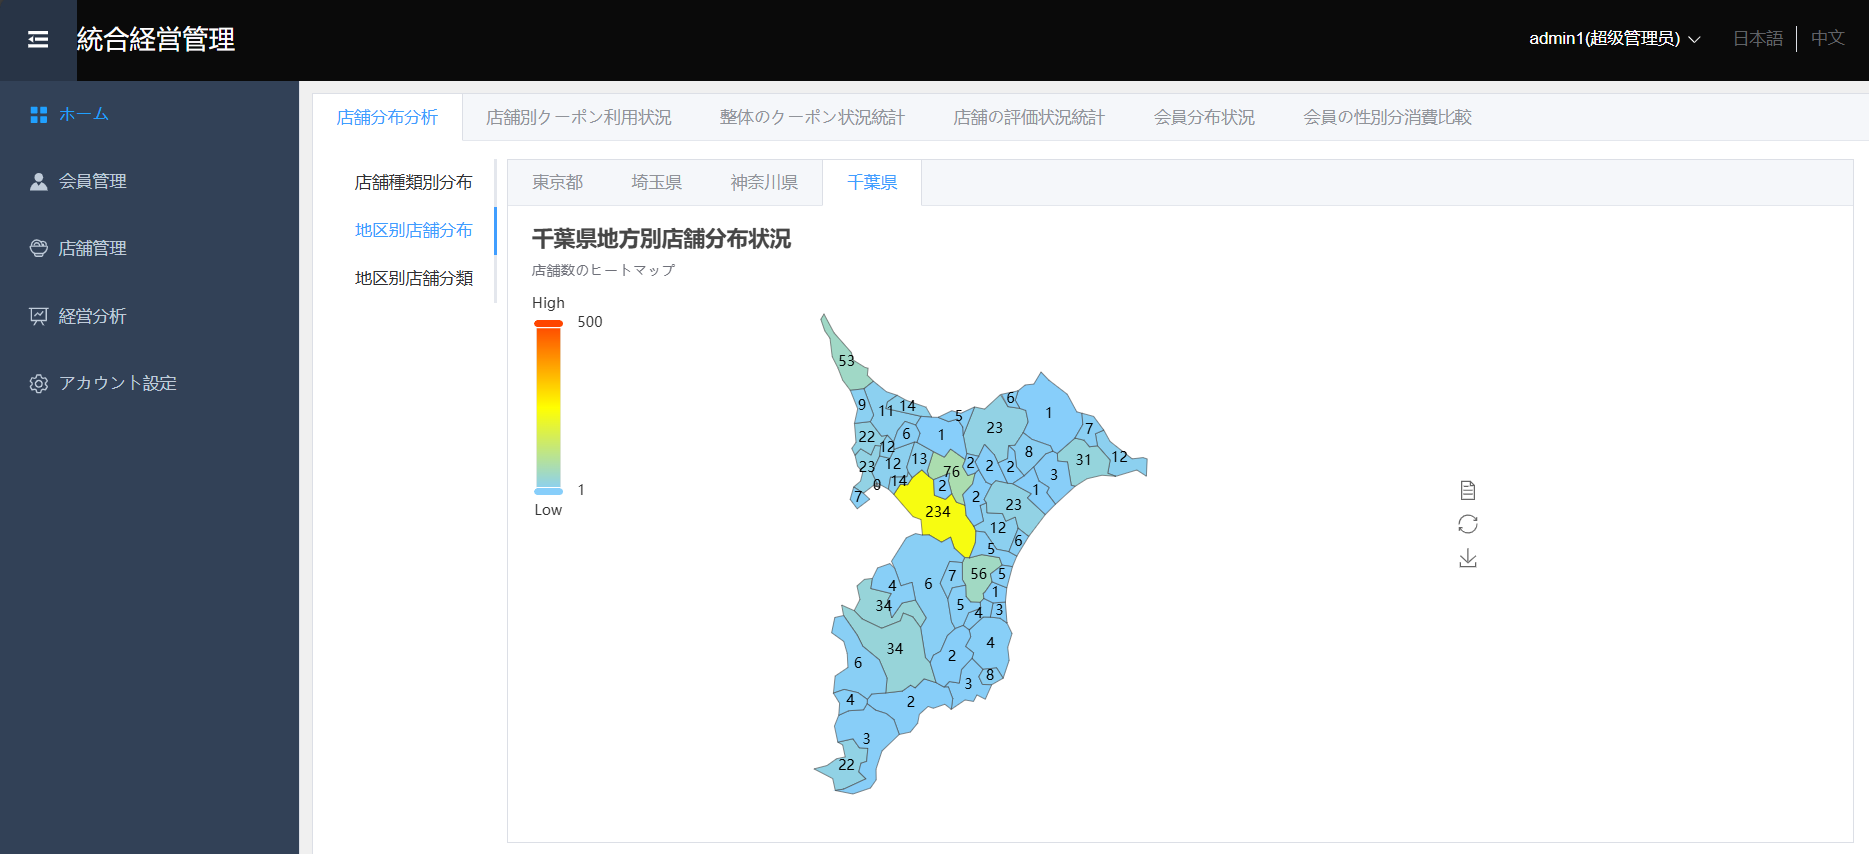 統合経営管理
admin1(超级管理员)
日本語
中文
ホーム
会員管理
店舗管理
経営分析
アカウント設定
店舗分布分析
店舗別クーポン利用状況
整体のクーポン状況統計
店舗の評価状況統計
会員分布状況
会員の性別分消費比較
店舗種類別分布
地区别店舗分布
地区别店舗分類
東京都
埼玉県
神奈川県
千葉県
千葉県地方別店舗分布状況
店舗数のヒートマップ
High
500
1
Low
53
9
11
14
5
6
1
23
7
22
12
6
1
8
31
12
23
12
13
76
2
2
2
3
7
0
14
2
2
23
1
234
12
6
5
4
6
7
56
5
1
34
5
4
3
34
2
4
6
8
3
4
2
3
22